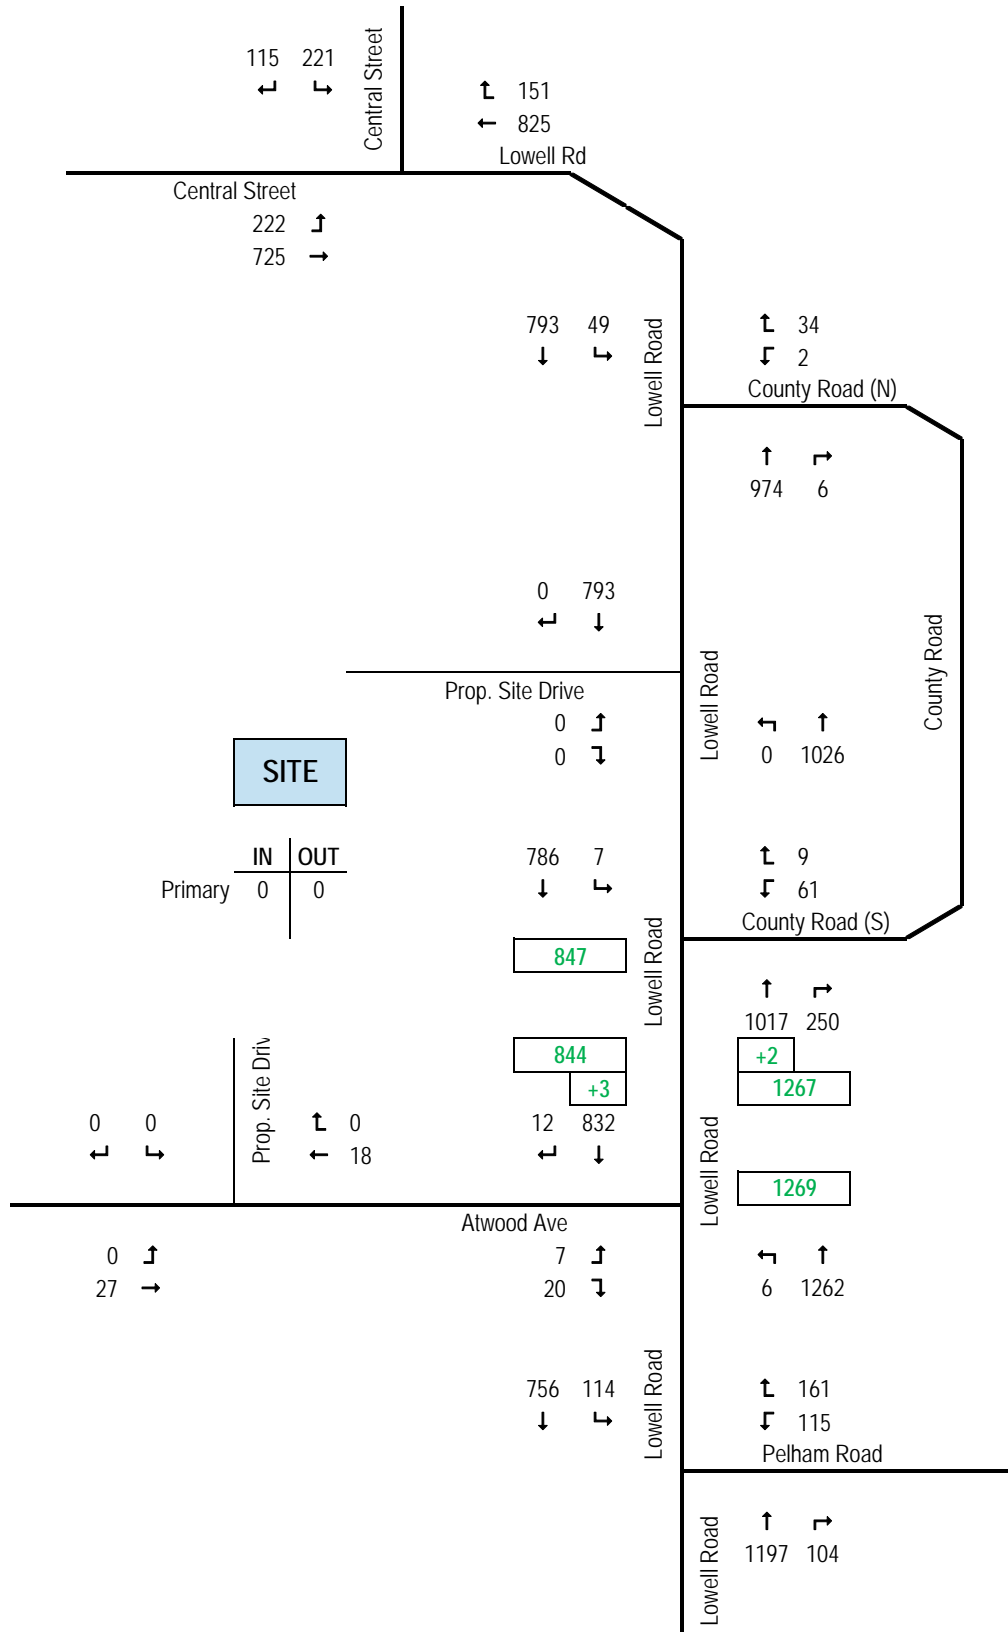 115 221
Central Street
151
825
Lowell Rd
Central Street
222
725
793 49
Lowell Road
34
2
County Road (N)
974 6
0 793
Prop. Site Drive
Lowell Road
County Road
0
0
0 1026
SITE
IN OUT
Primary 0 0
786 7
9
61
County Road (S)
Lowell Road
847
1017 250
844
+3
+2
1267
Prop. Site Driv
0 0
0
18
12 832
Lowell Road
1269
Atwood Ave
0
27
7
20
6 1262
756 114
Lowell Road
161
115
Pelham Road
Lowell Road
1197 104